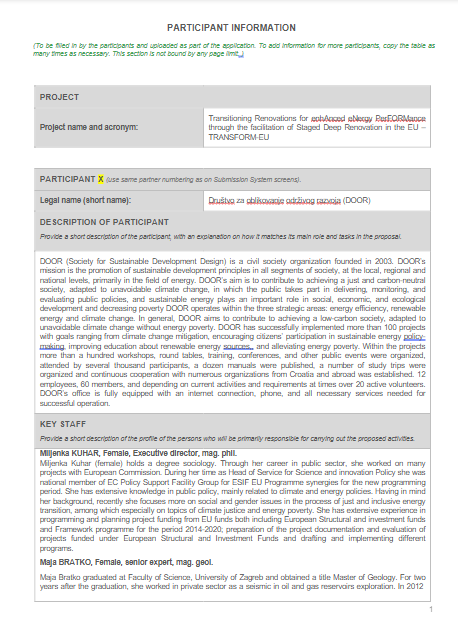 PARTICIPANT INFORMATION
(To be filled in by the participants and uploaded as part of the application. To add information for more participants, copy the table as
many times as necessary. This section is not bound by any page limit.)
PROJECT
Project name and acronym:
Transitioning Renovations for enhAnced eNergy PerFORMance
through the facilitation of Staged Deep Renovation in the EU –
TRANSFORM-EU
PARTICIPANT X (use same partner numbering as on Submission System screens).
Legal name (short name):
Društvo za oblikovanje održivog razvoja (DOOR)
DESCRIPTION OF PARTICIPANT
Provide a short description of the participant, with an explanation on how it matches its main role and tasks in the proposal.
DOOR (Society for Sustainable Development Design) is a civil society organization founded in 2003. DOOR's
mission is the promotion of sustainable development principles in all segments of society, at the local, regional and
national levels, primarily in the field of energy. DOOR's aim is to contribute to achieving a just and carbon-neutral
society, adapted to unavoidable climate change, in which the public takes part in delivering, monitoring, and
evaluating public policies, and sustainable energy plays an important role in social, economic, and ecological
development and decreasing poverty DOOR operates within the three strategic areas: energy efficiency, renewable
energy and climate change. In general, DOOR aims to contribute to achieving a low-carbon society, adapted to
unavoidable climate change without energy poverty. DOOR has successfully implemented more than 100 projects
with goals ranging from climate change mitigation, encouraging citizens' participation in sustainable energy policy-
making, improving education about renewable energy sources, and alleviating energy poverty. Within the projects
more than a hundred workshops, round tables, training, conferences, and other public events were organized,
attended by several thousand participants, a dozen manuals were published, a number of study trips were
organized and continuous cooperation with numerous organizations from Croatia and abroad was established. 12
employees, 60 members, and depending on current activities and requirements at times over 20 active volunteers.
DOOR's office is fully equipped with an internet connection, phone, and all necessary services needed for
successful operation.
KEY STAFF
Provide a short description of the profile of the persons who will be primarily responsible for carrying out the proposed activities.
Miljenka KUHAR, Female, Executive director, mag. phil.
Miljenka Kuhar (female) holds a degree sociology. Through her career in public sector, she worked on many
projects with European Commission. During her time as Head of Service for Science and innovation Policy she was
national member of EC Policy Support Facility Group for ESIF EU Programme synergies for the new programming
period. She has extensive knowledge in public policy, mainly related to climate and energy policies. Having in mind
her background, recently she focuses more on social and gender issues in the process of just and inclusive energy
transition, among which especially on topics of climate justice and energy poverty. She has extensive experience in
programming and planning project funding from EU funds both including European Structural and investment funds
and Framework programme for the period 2014-2020; preparation of the project documentation and evaluation of
projects funded under European Structural and Investment Funds and drafting and implementing different
programs.
Maja BRATKO, Female, senior expert, mag. geol.
Maja Bratko graduated at Faculty of Science, University of Zagreb and obtained a title Master of Geology. For two
years after the graduation, she worked in private sector as a seismic in oil and gas reservoirs exploration. In 2012
1